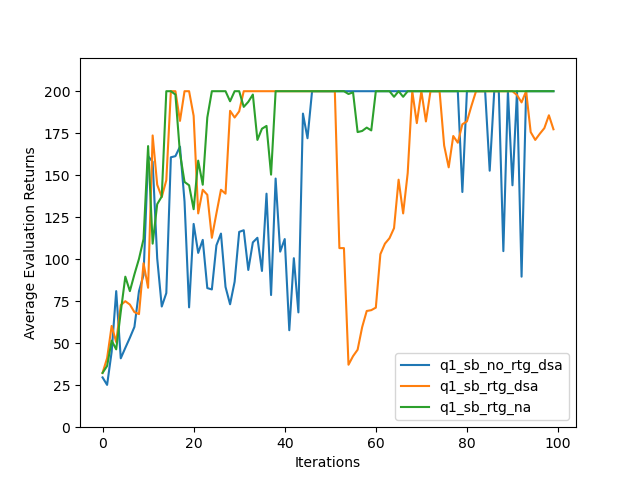 200
175
150
125
100
75
50
25
0
Average Evaluation Returns
0 20 40 60 80 100
Iterations
q1_sb_no_rtg_dsa
q1_sb_rtg_dsa
q1_sb_rtg_na